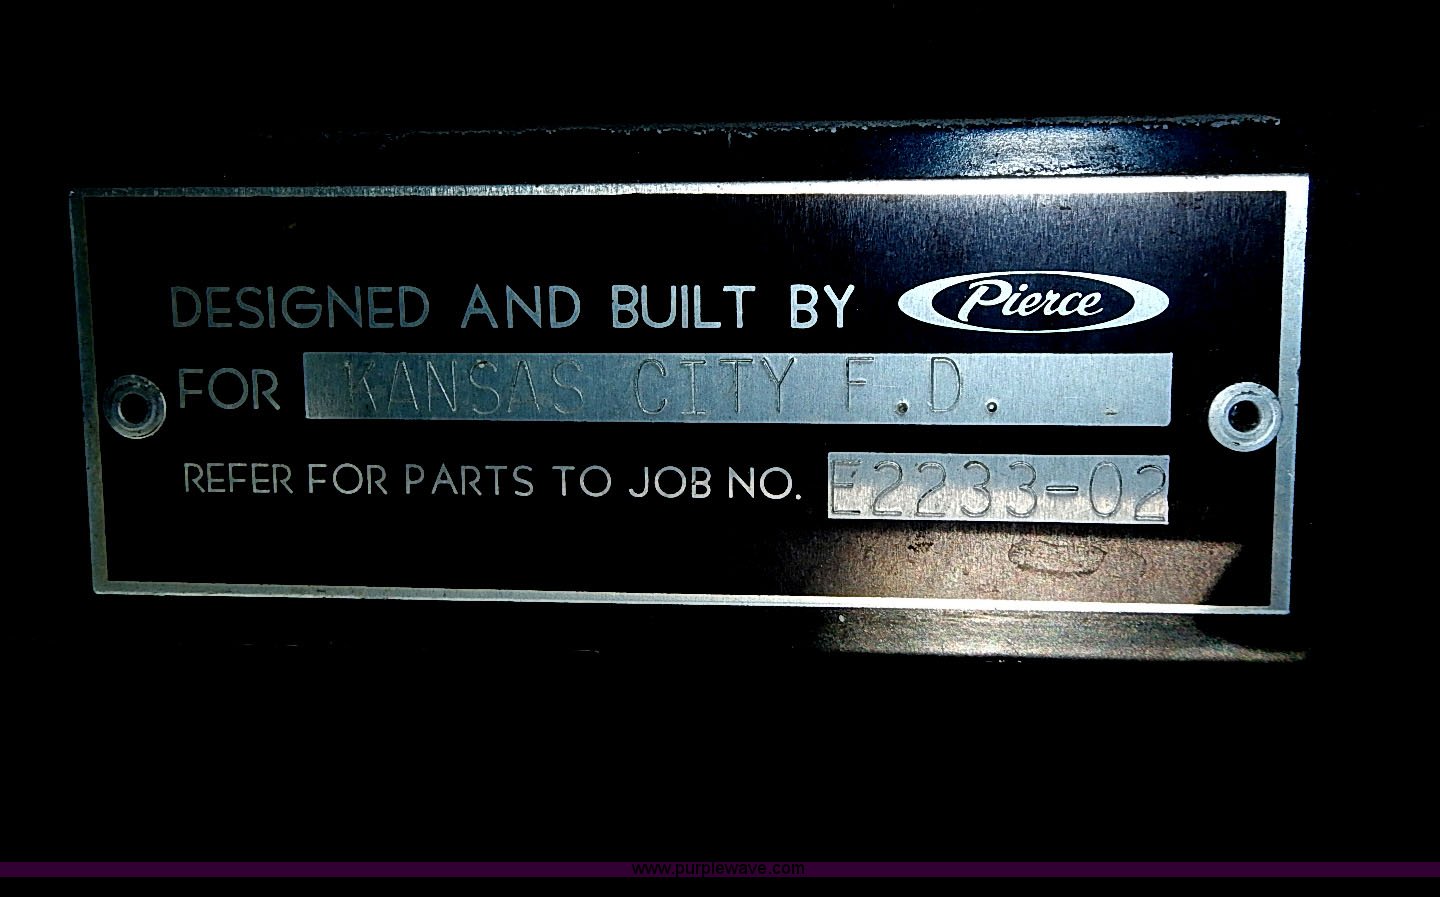 DESIGNED AND BUILT BY Pierce
FOR KANSAS CITY F.D.
REFER FOR PARTS TO JOB NO. E2233-02
www.purplewave.com